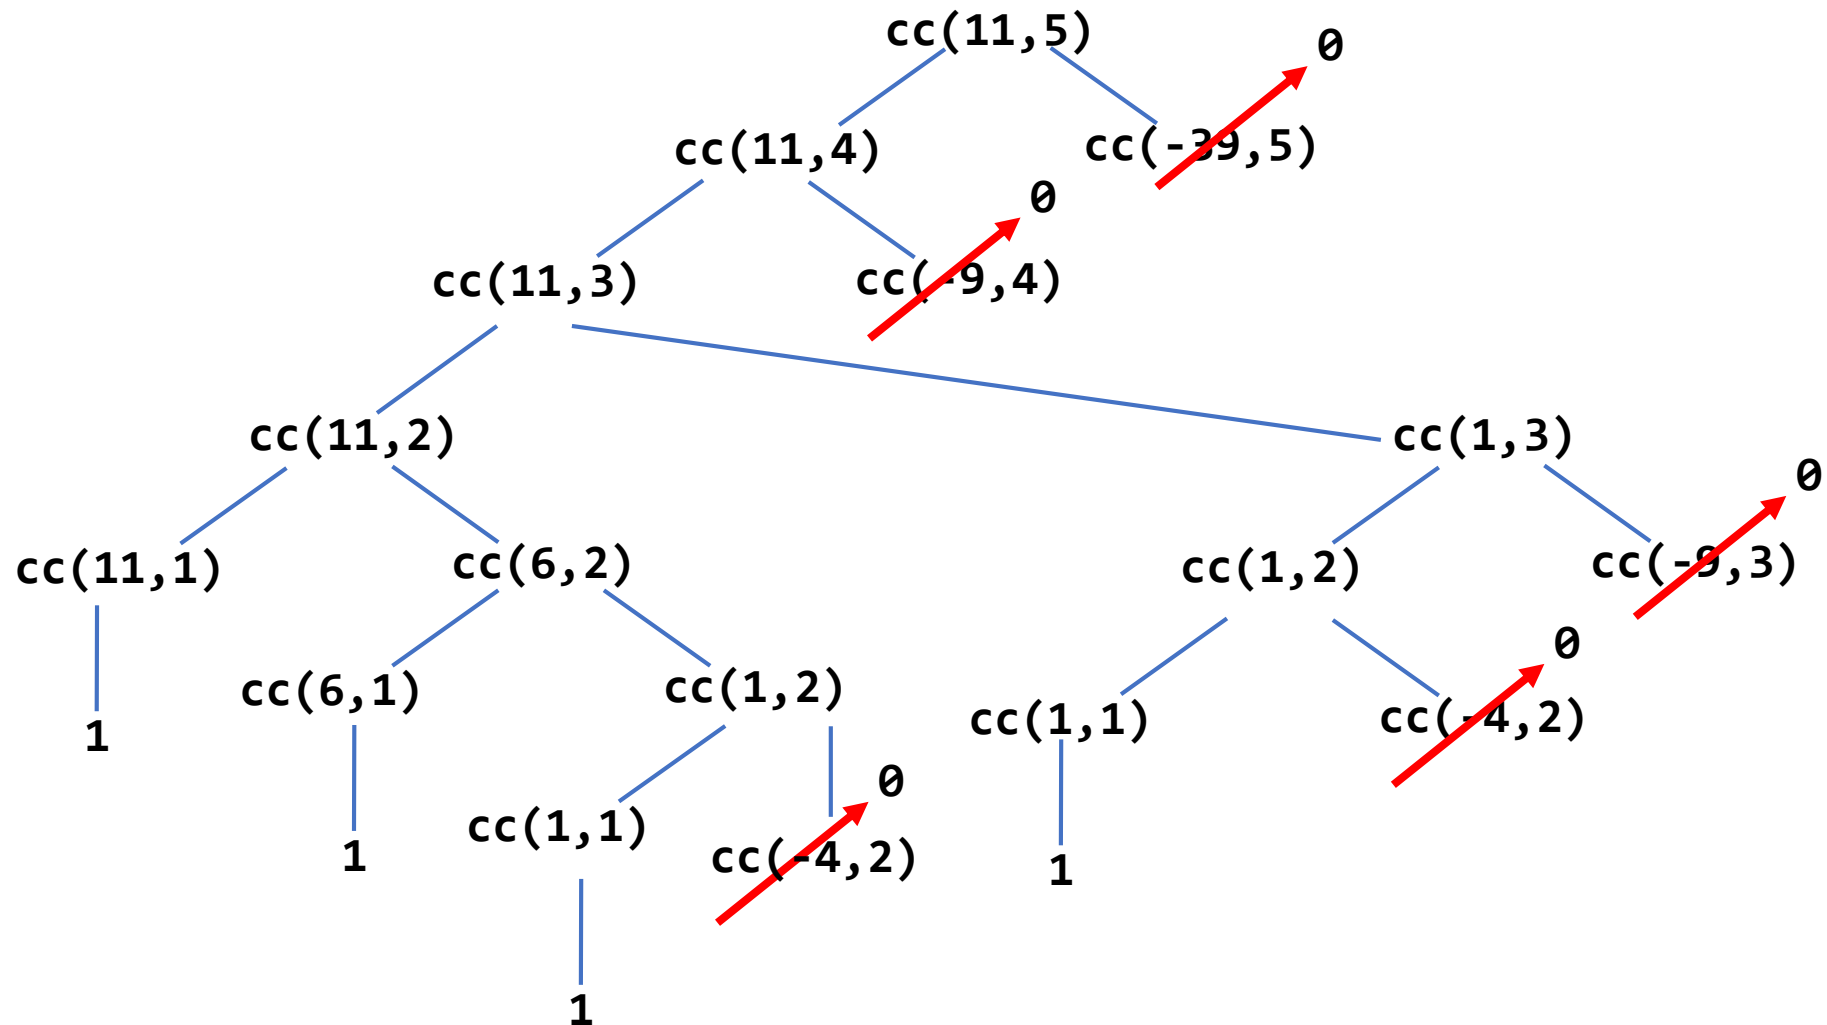 cc(11,5)
0
cc(11,4)
cc(-39,5)
0
cc(11,3)
cc(-9,4)
cc(11,2)
cc(1,3)
0
cc(11,1)
cc(6,2)
cc(1,2)
cc(-9,3)
0
cc(6,1)
cc(1,2)
cc(1,1)
cc(-4,2)
1
0
cc(1,1)
cc(-4,2)
1
1
1